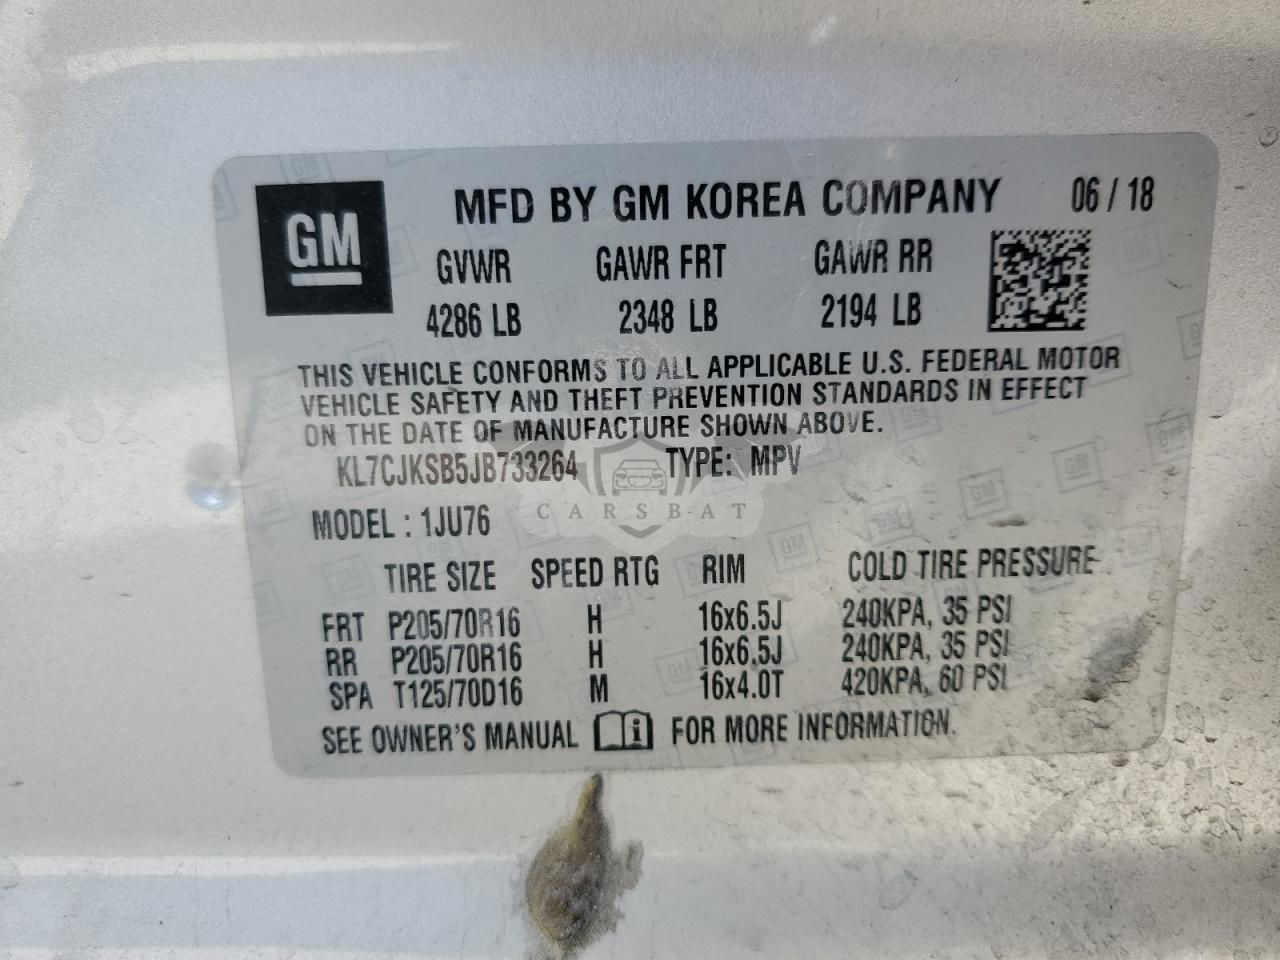 GM
MFD BY GM KOREA COMPANY 06 / 18
GVWR GAWR FRT GAWR RR
4286 LB 2348 LB 2194 LB
THIS VEHICLE CONFORMS TO ALL APPLICABLE U.S. FEDERAL MOTOR
VEHICLE SAFETY AND THEFT PREVENTION STANDARDS IN EFFECT
ON THE DATE OF MANUFACTURE SHOWN ABOVE.
KL7CJKSB5JB733264 TYPE: MPV
CARSBAT
MODEL : 1JU76
TIRE SIZE SPEED RTG RIM COLD TIRE PRESSURE
FRT P205/70R16 H 16x6.5J 240KPA, 35 PSI
RR P205/70R16 H 16x6.5J 240KPA, 35 PSI
SPA T125/70D16 M 16x4.0T 420KPA, 60 PSI
SEE OWNER'S MANUAL i FOR MORE INFORMATION.